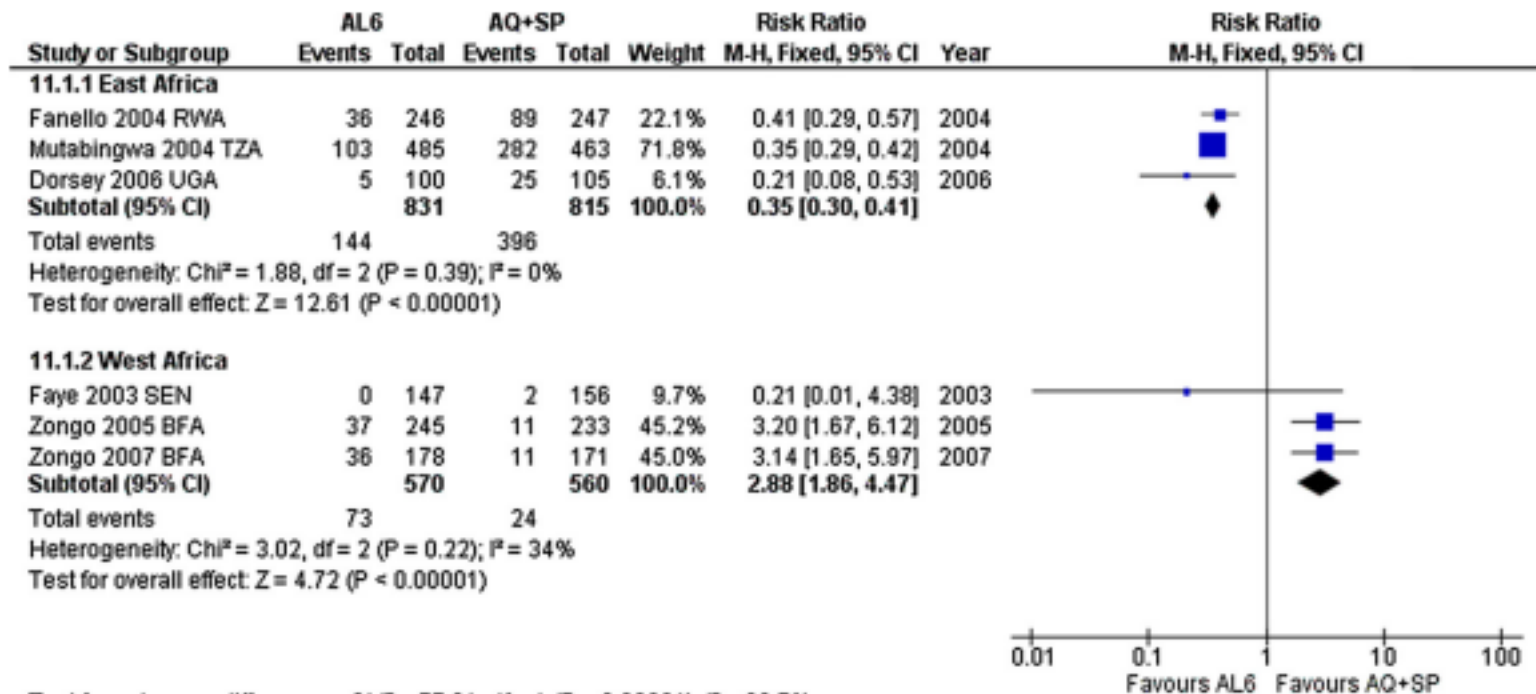 AL6 AQ+SP Risk Ratio Risk Ratio
Study or Subgroup Events Total Events Total Weight M-H, Fixed, 95% CI Year M-H, Fixed, 95% CI
11.1.1 East Africa
Fanello 2004 RWA 36 246 89 247 22.1% 0.41 [0.29, 0.57] 2004
Mutabingwa 2004 TZA 103 485 282 463 71.8% 0.35 [0.29, 0.42] 2004
Dorsey 2006 UGA 5 100 25 105 6.1% 0.21 [0.08, 0.53] 2006
Subtotal (95% CI) 831 815 100.0% 0.35 [0.30, 0.41]
Total events 144 396
Heterogeneity: Chi² = 1.88, df = 2 (P = 0.39); I² = 0%
Test for overall effect: Z = 12.61 (P < 0.00001)
11.1.2 West Africa
Faye 2003 SEN 0 147 2 156 9.7% 0.21 [0.01, 4.38] 2003
Zongo 2005 BFA 37 245 11 233 45.2% 3.20 [1.67, 6.12] 2005
Zongo 2007 BFA 36 178 11 171 45.0% 3.14 [1.65, 5.97] 2007
Subtotal (95% CI) 570 560 100.0% 2.88 [1.86, 4.47]
Total events 73 24
Heterogeneity: Chi² = 3.02, df = 2 (P = 0.22); I² = 34%
Test for overall effect: Z = 4.72 (P < 0.00001)
0.01 0.1 1 10 100
Favours AL6 Favours AQ+SP